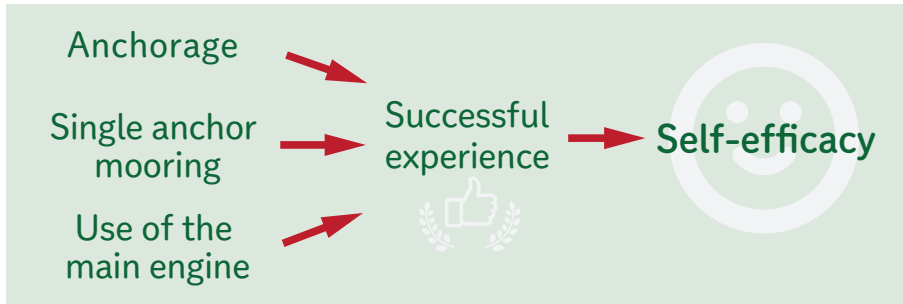 Anchorage
Single anchor
mooring
Use of the
main engine
Successful
experience
Self-efficacy